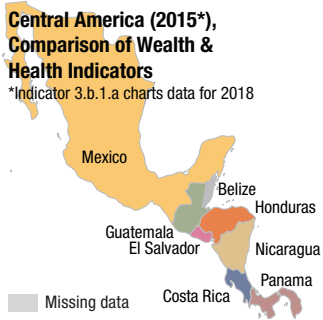 Central America (2015*),
Comparison of Wealth &
Health Indicators
*Indicator 3.b.1.a charts data for 2018
Mexico
Belize
Honduras
Guatemala
El Salvador
Nicaragua
Panama
Costa Rica
Missing data